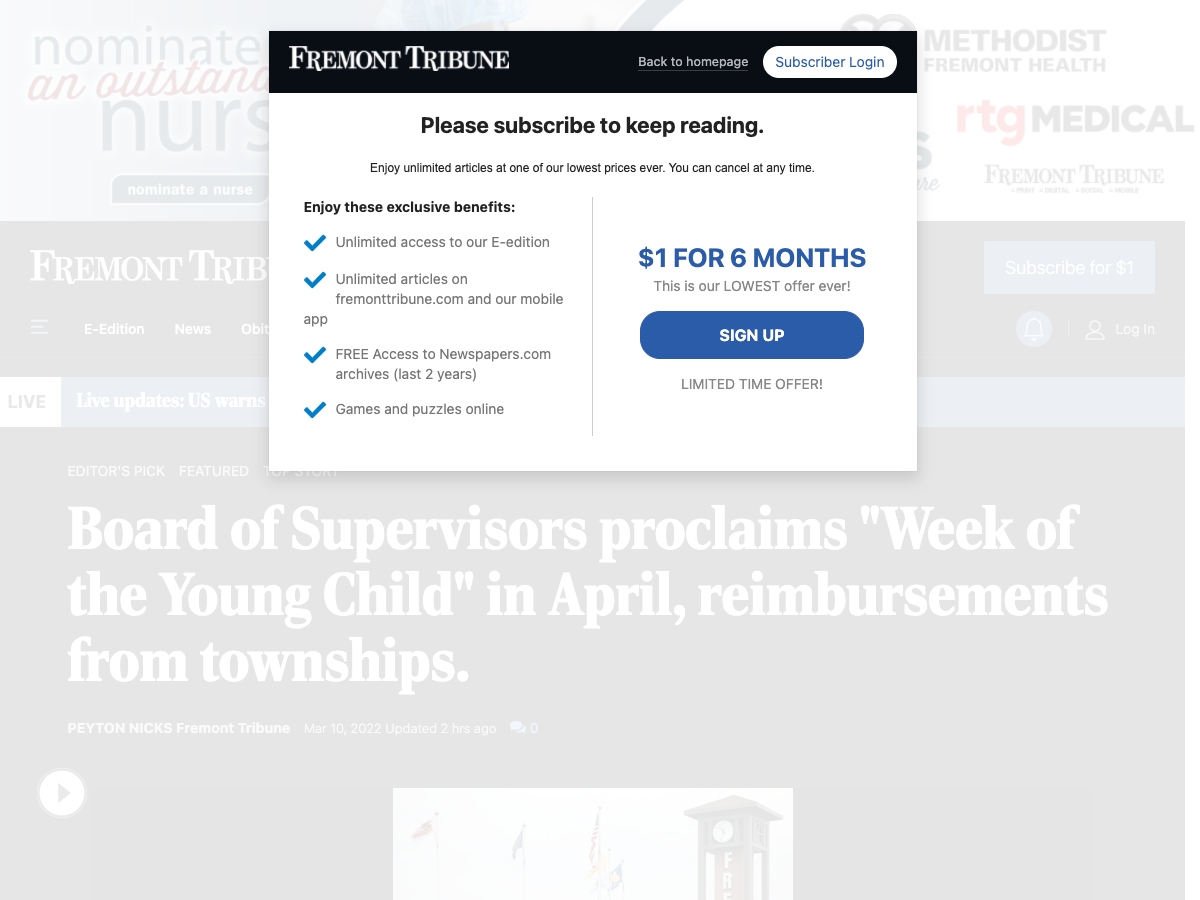 nominate
an outstand
nurs
nominate a nurse
METHODIST
FREMONT HEALTH
rtg MEDICAL
FREMONT TRIBUNE
PRINT DIGITAL SOCIAL MOBILE
FREMONT TRIBUNE
Back to homepage
Subscriber Login
Please subscribe to keep reading.
Enjoy unlimited articles at one of our lowest prices ever. You can cancel at any time.
Enjoy these exclusive benefits:
Unlimited access to our E-edition
Unlimited articles on
fremonttribune.com and our mobile
app
FREE Access to Newspapers.com
archives (last 2 years)
Games and puzzles online
$1 FOR 6 MONTHS
This is our LOWEST offer ever!
SIGN UP
LIMITED TIME OFFER!
FREMONT TRIB
Subscribe for $1
E-Edition News Obit
Log In
LIVE Live updates: US warns
EDITOR'S PICK FEATURED TOP STORY
Board of Supervisors proclaims "Week of
the Young Child" in April, reimbursements
from townships.
PEYTON NICKS Fremont Tribune Mar 10, 2022 Updated 2 hrs ago 0
F
R
E